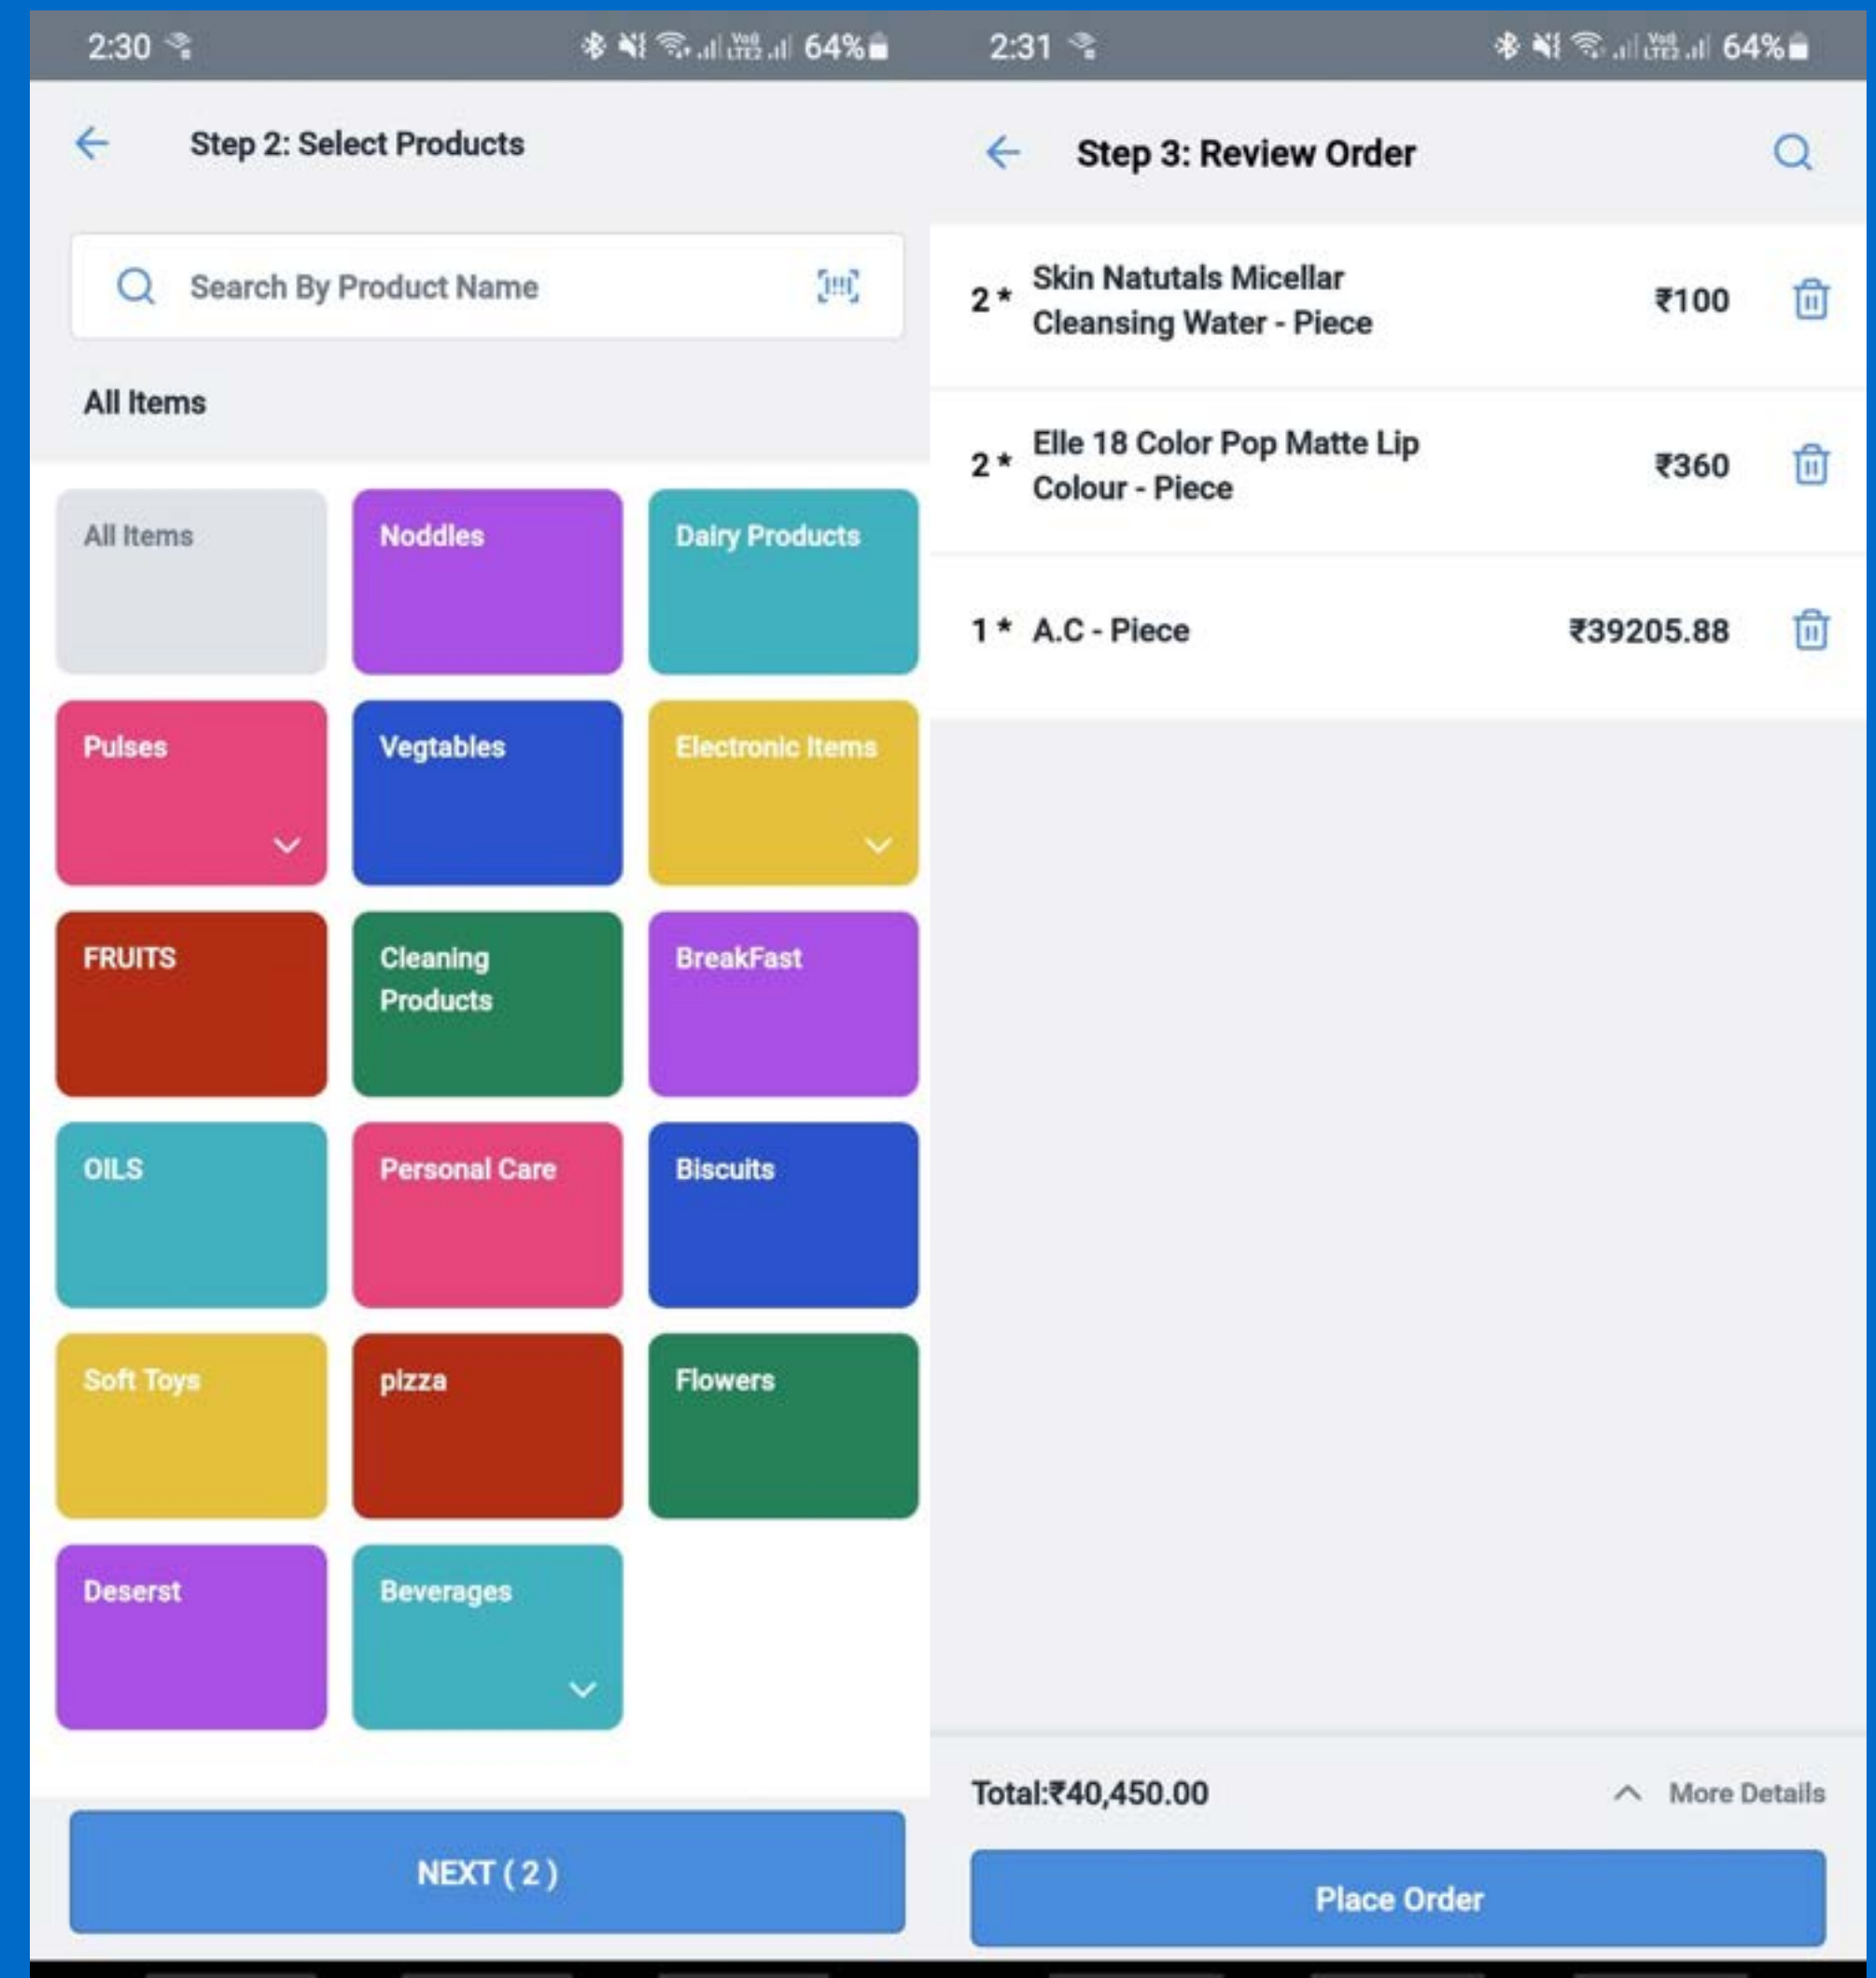 2:30
64%
Step 2: Select Products
Search By Product Name
All Items
All Items
Noddles
Dairy Products
Pulses
Vegtables
Electronic Items
FRUITS
Cleaning
Products
BreakFast
OILS
Personal Care
Biscuits
Soft Toys
pizza
Flowers
Deserst
Beverages
NEXT ( 2 )
2:31
64%
Step 3: Review Order
2 * Skin Natutals Micellar
Cleansing Water - Piece
₹100
2 * Elle 18 Color Pop Matte Lip
Colour - Piece
₹360
1 * A.C - Piece
₹39205.88
Total:₹40,450.00
More Details
Place Order